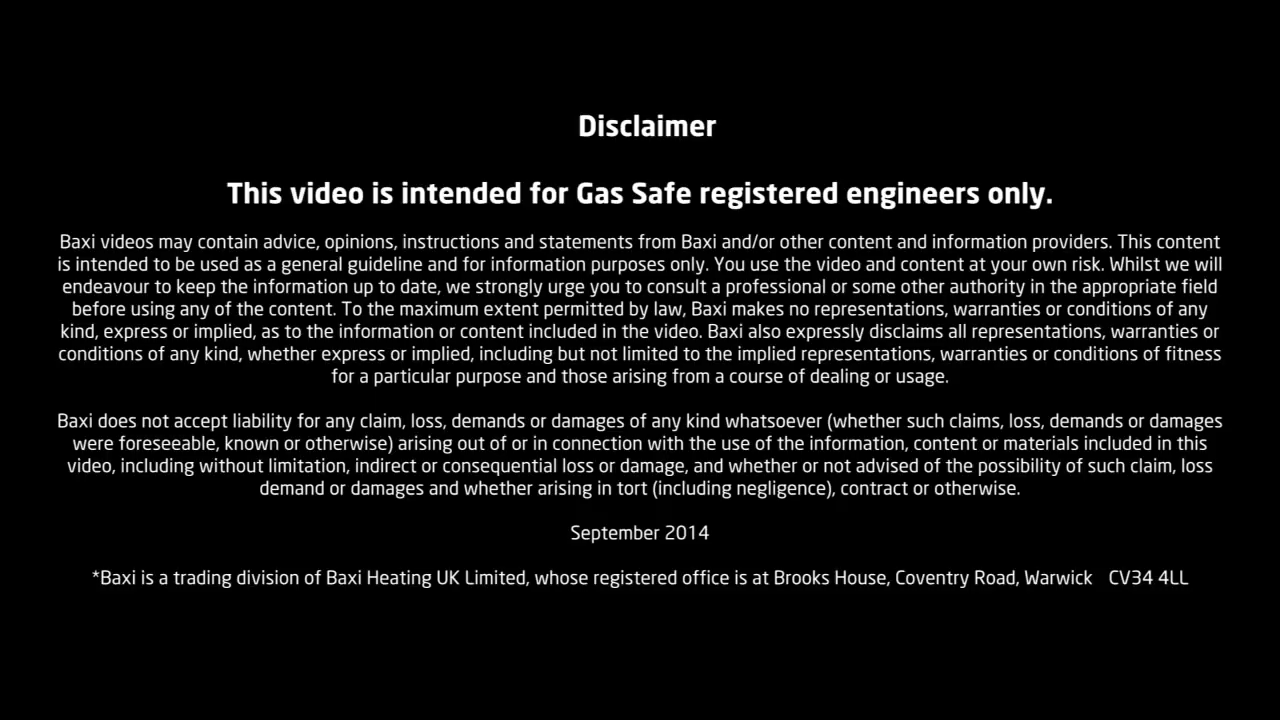 Disclaimer
This video is intended for Gas Safe registered engineers only.
Baxi videos may contain advice, opinions, instructions and statements from Baxi and/or other content and information providers. This content
is intended to be used as a general guideline and for information purposes only. You use the video and content at your own risk. Whilst we will
endeavour to keep the information up to date, we strongly urge you to consult a professional or some other authority in the appropriate field
before using any of the content. To the maximum extent permitted by law, Baxi makes no representations, warranties or conditions of any
kind, express or implied, as to the information or content included in the video. Baxi also expressly disclaims all representations, warranties or
conditions of any kind, whether express or implied, including but not limited to the implied representations, warranties or conditions of fitness
for a particular purpose and those arising from a course of dealing or usage.
Baxi does not accept liability for any claim, loss, demands or damages of any kind whatsoever (whether such claims, loss, demands or damages
were foreseeable, known or otherwise) arising out of or in connection with the use of the information, content or materials included in this
video, including without limitation, indirect or consequential loss or damage, and whether or not advised of the possibility of such claim, loss
demand or damages and whether arising in tort (including negligence), contract or otherwise.
September 2014
*Baxi is a trading division of Baxi Heating UK Limited, whose registered office is at Brooks House, Coventry Road, Warwick CV34 4LL